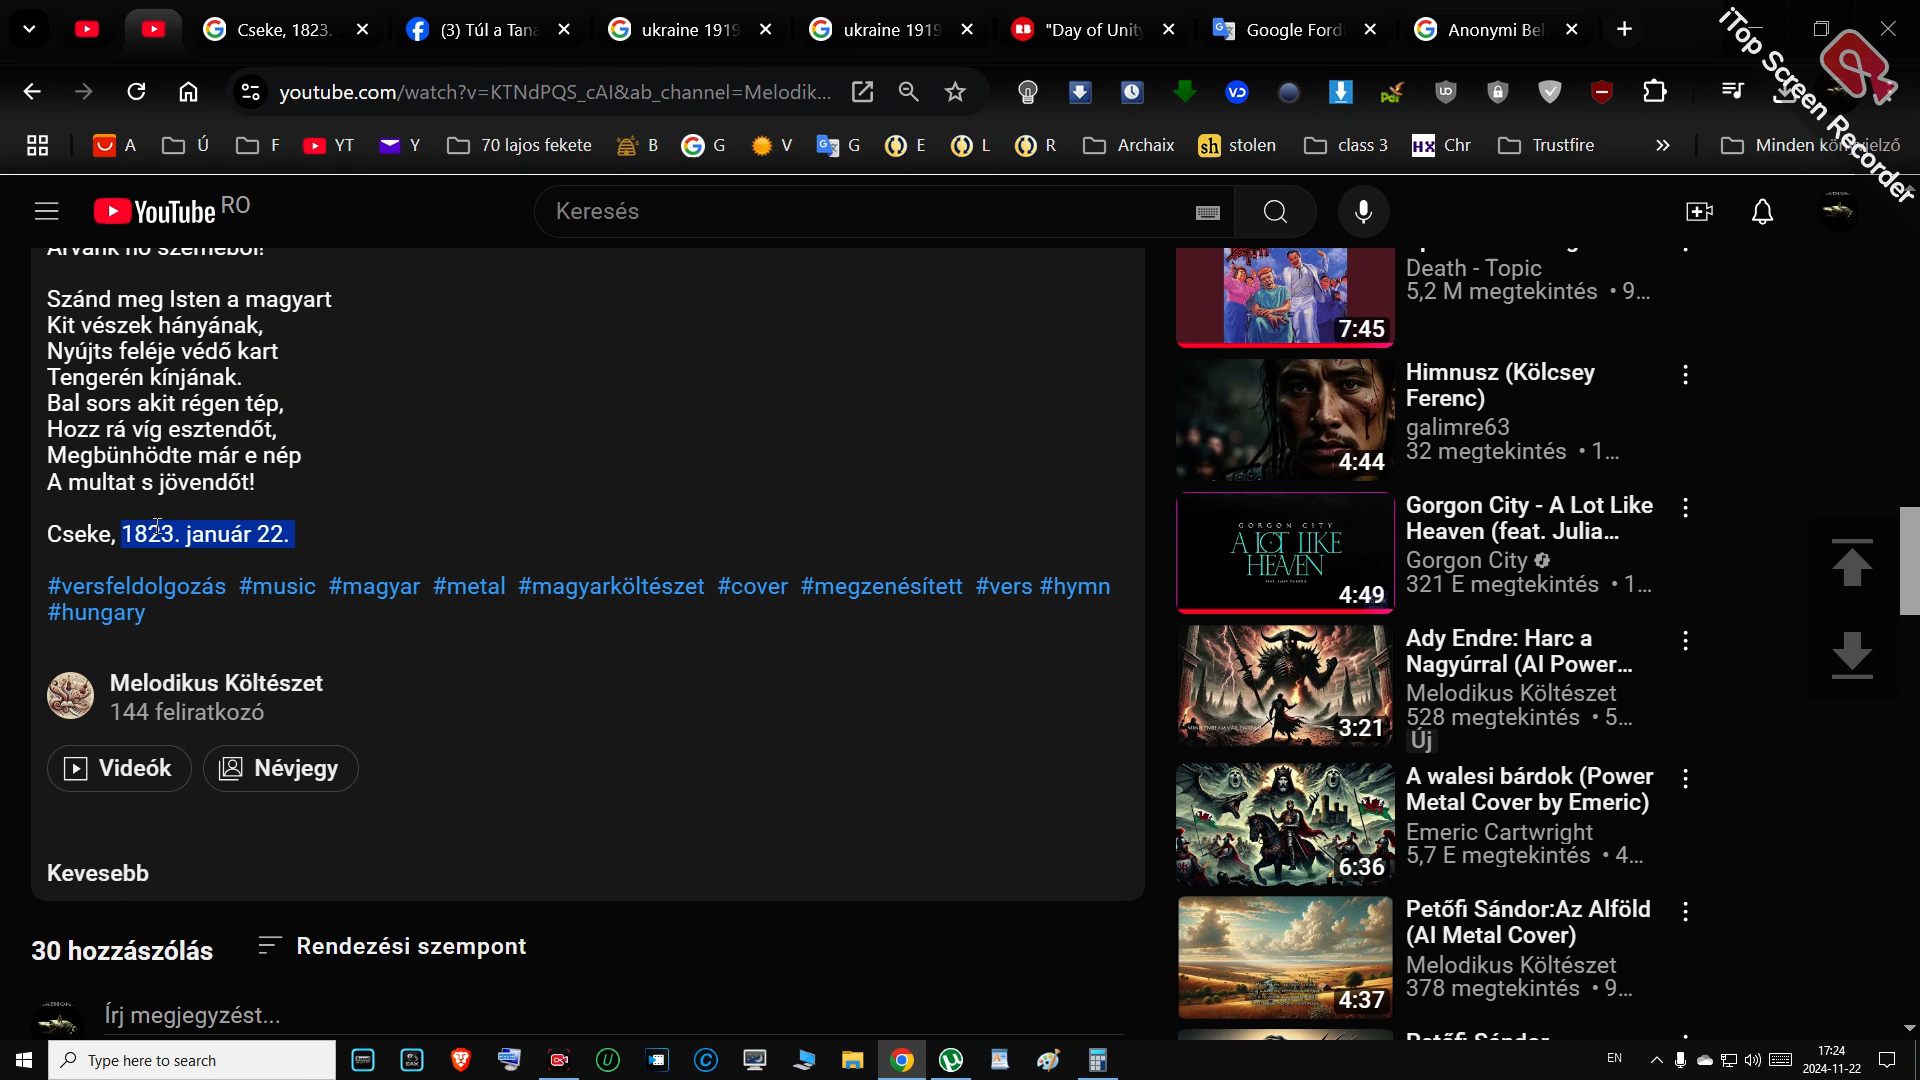 Cseke, 1823.
(3) Túl a Tana
ukraine 1919
ukraine 1919
"Day of Unity
Google Ford
Anonymi Bel
iTop Screen Recorder
youtube.com/watch?v=KTNdPQS_cAI&ab_channel=Melodik...
A
Ú
F
YT
Y
70 lajos fekete
B
G
V
G
E
L
R
Archaix
stolen
class 3
Chr
Trustfire
»
YouTube RO
Keresés
Szánd meg Isten a magyart
Kit vészek hányának,
Nyújts feléje védő kart
Tengerén kínjának.
Bal sors akit régen tép,
Hozz rá víg esztendőt,
Megbünhödte már e nép
A multat s jövendőt!
Cseke, 1823. január 22.
#versfeldolgozás #music #magyar #metal #magyarköltészet #cover #megzenésített #vers #hymn
#hungary
Melodikus Költészet
144 feliratkozó
Videók
Névjegy
Kevesebb
30 hozzászólás
Rendezési szempont
Írj megjegyzést...
Death - Topic
5,2 M megtekintés • 9...
7:45
Himnusz (Kölcsey
Ferenc)
galimre63
32 megtekintés • 1...
4:44
GORGON CITY
A LOT LIKE
HEAVEN
Gorgon City - A Lot Like
Heaven (feat. Julia...
Gorgon City
321 E megtekintés • 1...
4:49
Ady Endre: Harc a
Nagyúrral (AI Power...
Melodikus Költészet
528 megtekintés • 5...
Új
3:21
A walesi bárdok (Power
Metal Cover by Emeric)
Emeric Cartwright
5,7 E megtekintés • 4...
6:36
Petőfi Sándor:Az Alföld
(AI Metal Cover)
Melodikus Költészet
378 megtekintés • 9...
4:37
Type here to search
EN
17:24
2024-11-22